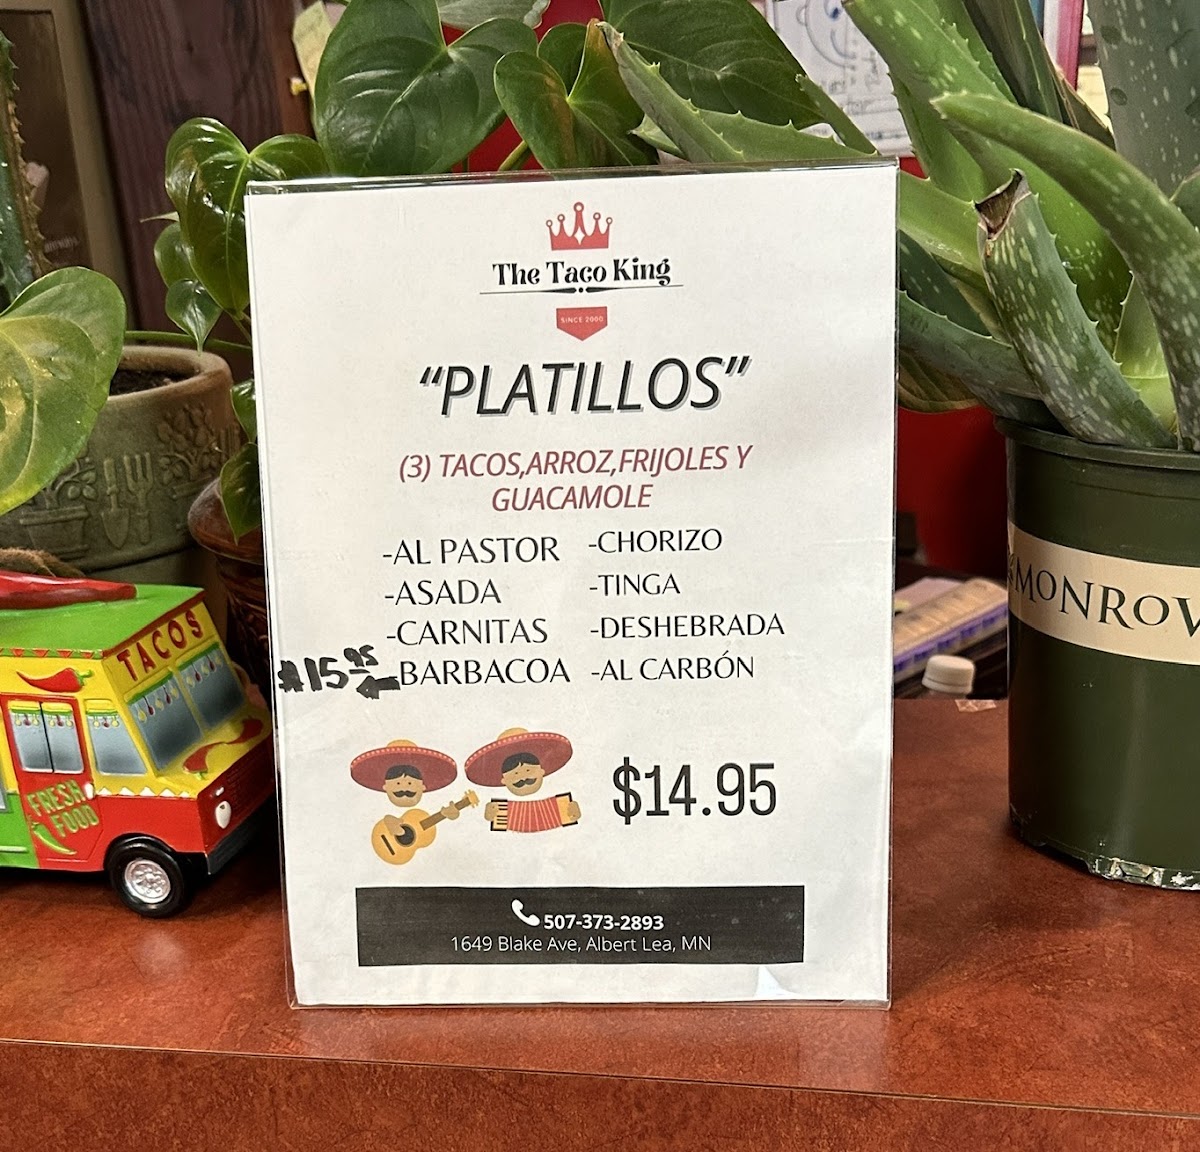 The Taco King
SINCE 2000
“PLATILLOS”
(3) TACOS,ARROZ,FRIJOLES Y
GUACAMOLE
-AL PASTOR
-ASADA
-CARNITAS
$15.95 -BARBACOA
-CHORIZO
-TINGA
-DESHEBRADA
-AL CARBÓN
$14.95
507-373-2893
1649 Blake Ave, Albert Lea, MN
TACOS
FRESH
FOOD
MONROV